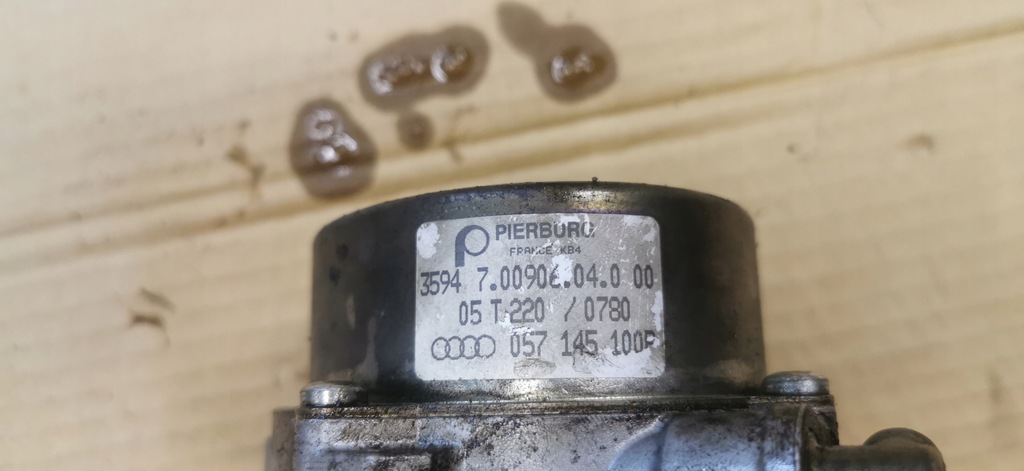 PIERBURG
FRANCE KB4
3594 7.00906.04.0 00
05 T 220 / 0780
057 145 100